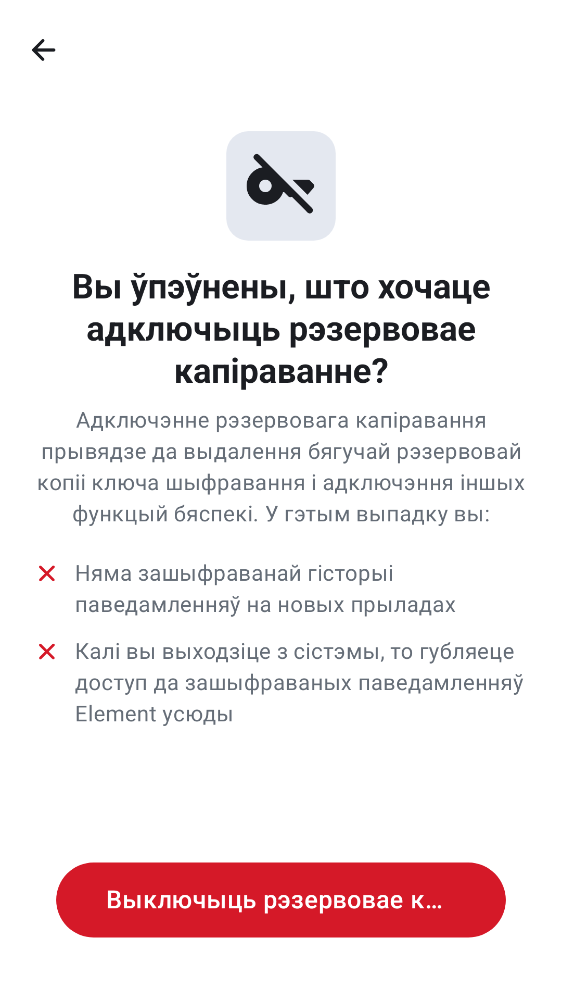 Вы ўпэўнены, што хочаце
адключыць рэзервовае
капіраванне?
Адключэнне рэзервовага капіравання
прывядзе да выдалення бягучай рэзервовай
копіі ключа шыфравання і адключэння іншых
функцый бяспекі. У гэтым выпадку вы:
Няма зашыфраванай гісторыі
паведамленняў на новых прыладах
Калі вы выходзіце з сістэмы, то губляеце
доступ да зашыфраваных паведамленняў
Element усюды
Выключыць рэзервовае к...